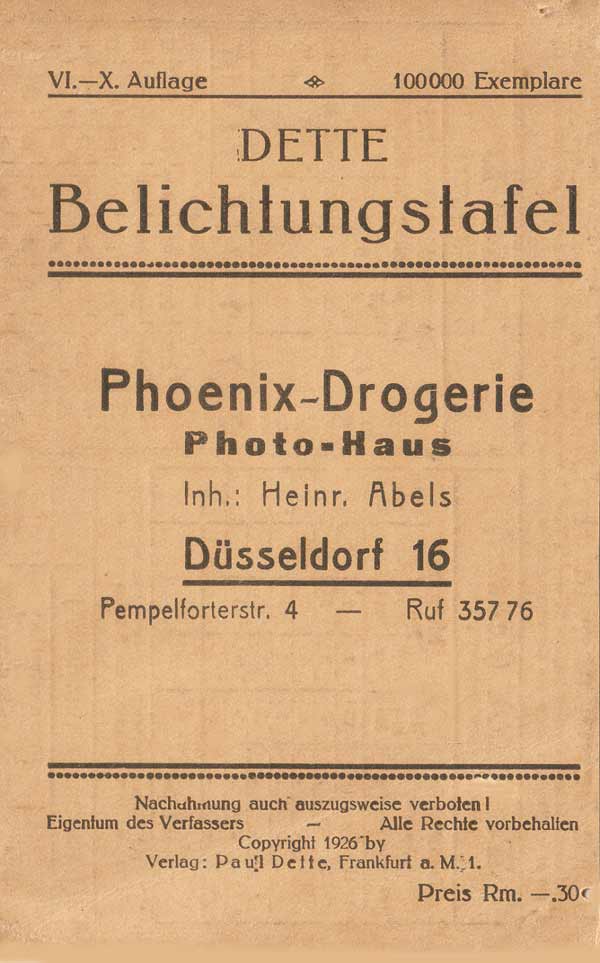 VI.—X. Auflage 100000 Exemplare
DETTE
Belichtungstafel
Phoenix-Drogerie
Photo-Haus
Inh.: Heinr. Abels
Düsseldorf 16
Pempelforterstr. 4 — Ruf 357 76
Nachahmung auch auszugsweise verboten!
Eigentum des Verfassers — Alle Rechte vorbehalten
Copyright 1926 by
Verlag: Paul Dette, Frankfurt a. M. 1.
Preis Rm. —.30